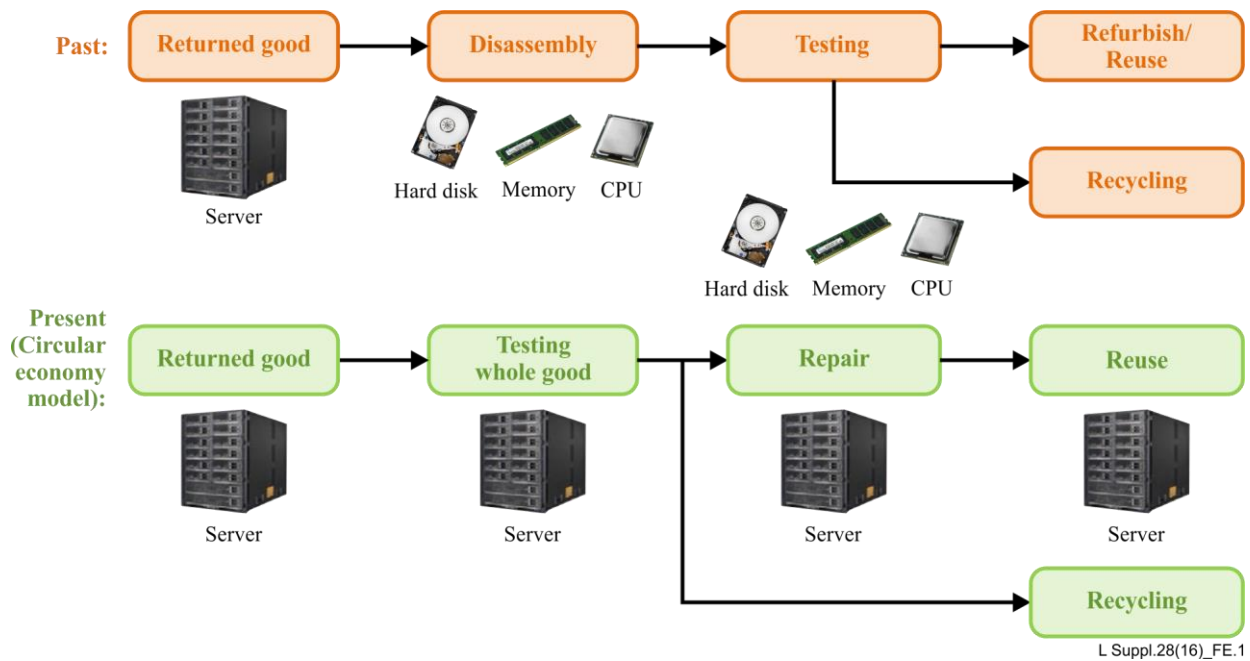 Past:
Returned good
Disassembly
Testing
Refurbish/
Reuse
Server
Hard disk
Memory
CPU
Recycling
Hard disk
Memory
CPU
Present
(Circular
economy
model):
Returned good
Testing
whole good
Repair
Reuse
Server
Server
Server
Server
Recycling
L Suppl.28(16)_FE.1